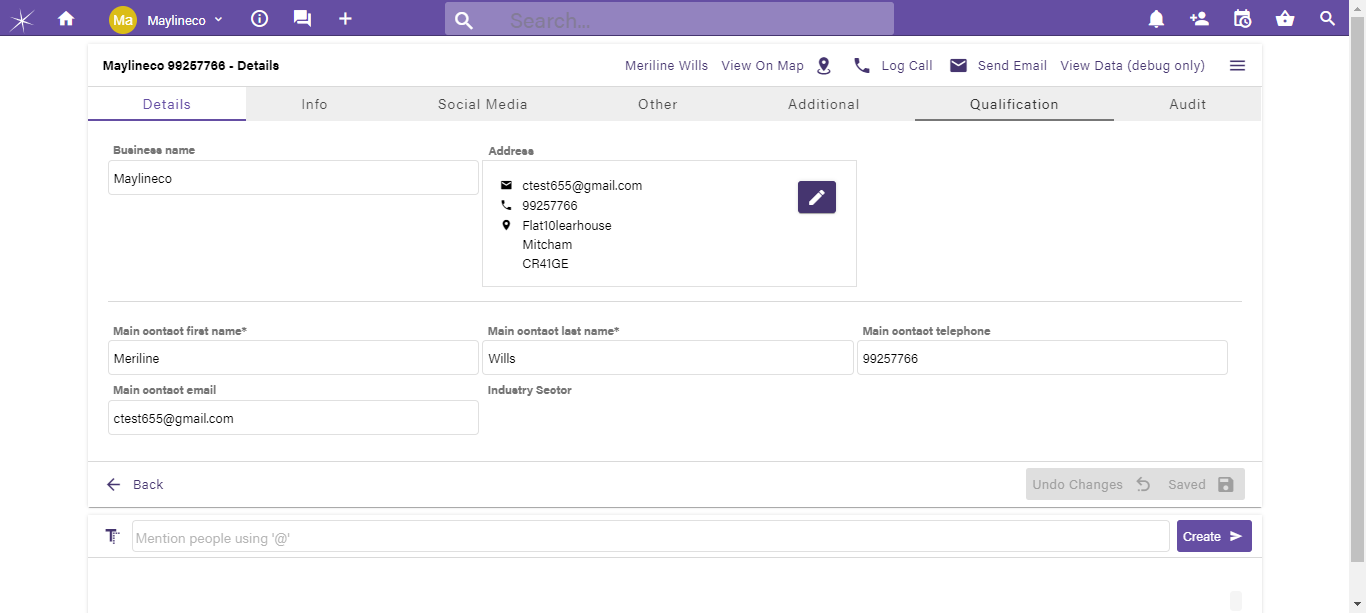 Ma Maylineco Search...
Maylineco 99257766 - Details Meriline Wills View On Map Log Call Send Email View Data (debug only)
Details Info Social Media Other Additional Qualification Audit
Business name Address
Maylineco
ctest655@gmail.com
99257766
Flat10learhouse
Mitcham
CR41GE
Main contact first name* Main contact last name* Main contact telephone
Meriline Wills 99257766
Main contact email Industry Sector
ctest655@gmail.com
Back Undo Changes Saved
Mention people using '@' Create